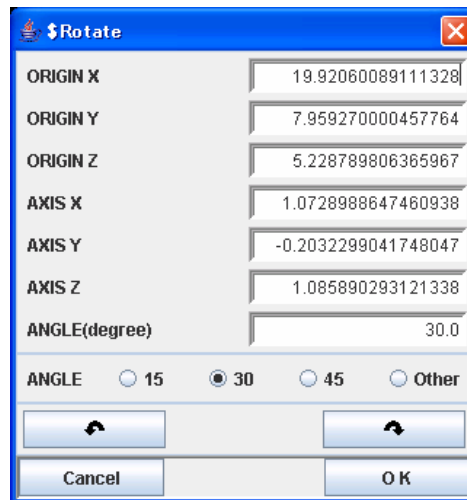 $Rotate
ORIGIN X 19.92060089111328
ORIGIN Y 7.959270000457764
ORIGIN Z 5.228789806365967
AXIS X 1.0728988647460938
AXIS Y -0.2032299041748047
AXIS Z 1.085890293121338
ANGLE(degree) 30.0
ANGLE 15 30 45 Other
Cancel O K